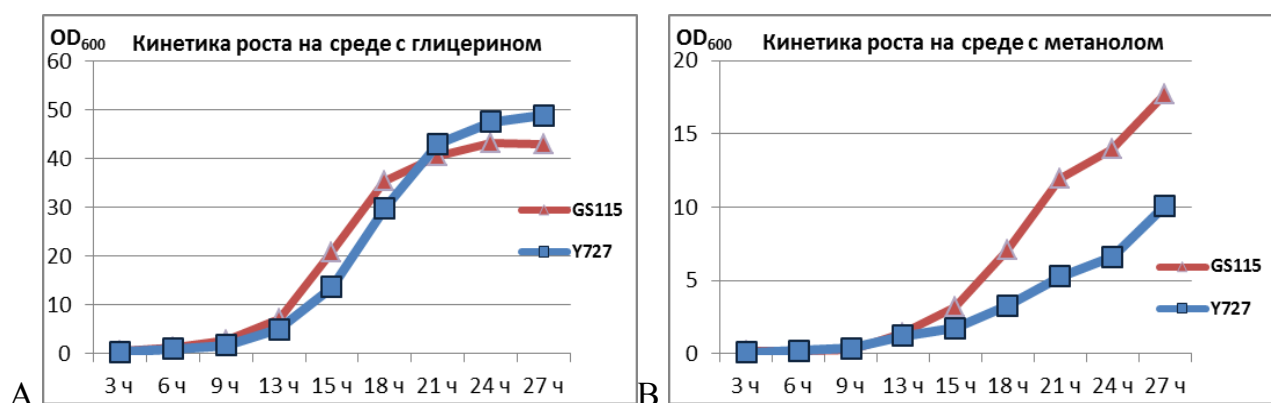 OD600 Кинетика роста на среде с глицерином
60
50
40
30
20
10
0
3 ч 6 ч 9 ч 13 ч 15 ч 18 ч 21 ч 24 ч 27 ч
GS115
Y727
А
OD600 Кинетика роста на среде с метанолом
20
15
10
5
0
3 ч 6 ч 9 ч 13 ч 15 ч 18 ч 21 ч 24 ч 27 ч
GS115
Y727
В